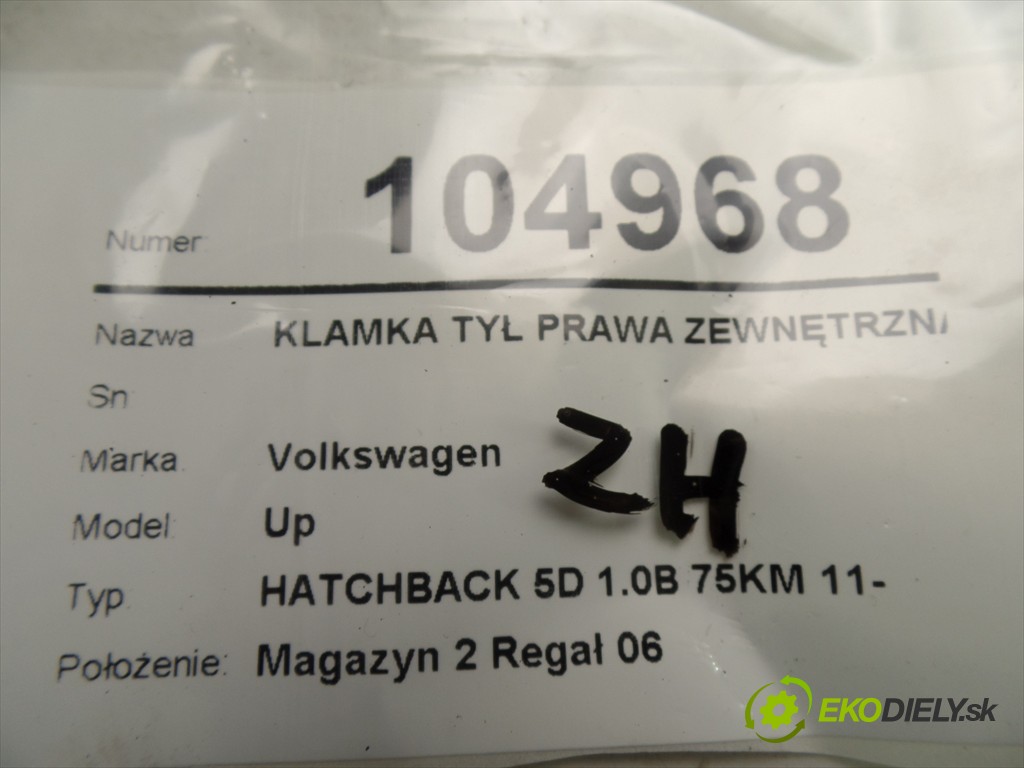 Numer: 104968
Nazwa KLAMKA TYŁ PRAWA ZEWNĘTRZNA
Sn
Marka Volkswagen
ZH
Model: Up
Typ HATCHBACK 5D 1.0B 75KM 11-
Położenie: Magazyn 2 Regał 06
EKODIELY.sk